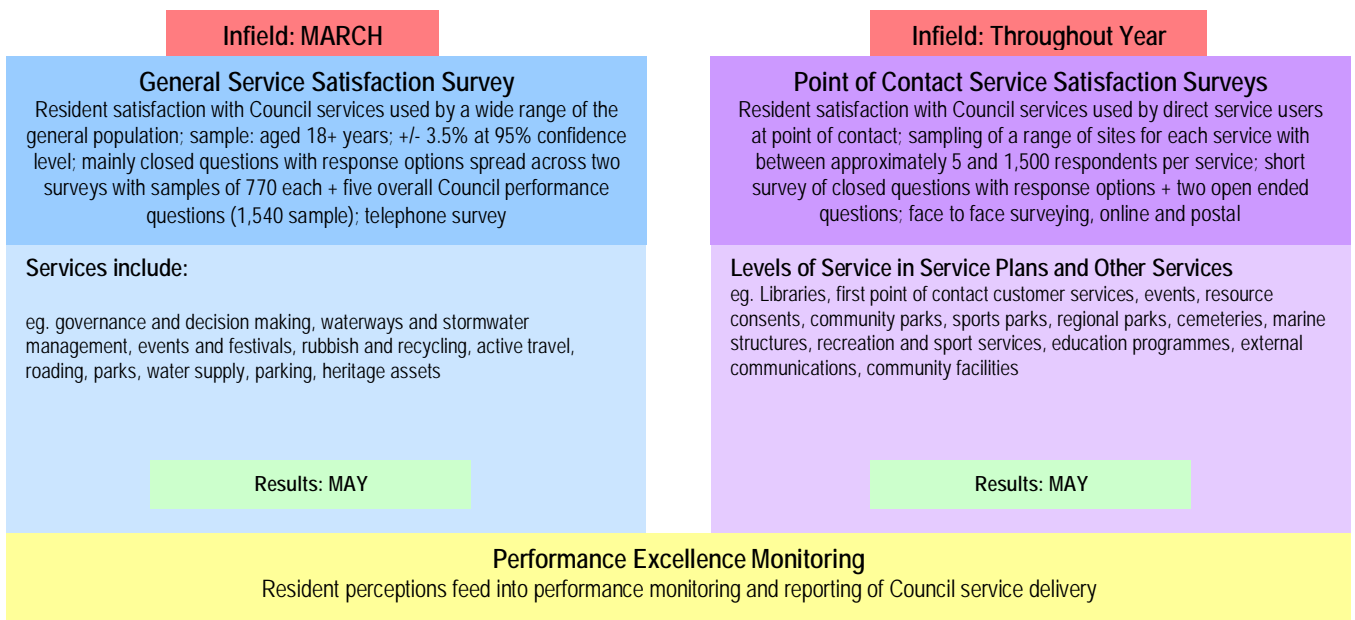 Infield: MARCH
General Service Satisfaction Survey
Resident satisfaction with Council services used by a wide range of the
general population; sample: aged 18+ years; +/- 3.5% at 95% confidence
level; mainly closed questions with response options spread across two
surveys with samples of 770 each + five overall Council performance
questions (1,540 sample); telephone survey
Services include:
eg. governance and decision making, waterways and stormwater
management, events and festivals, rubbish and recycling, active travel,
roading, parks, water supply, parking, heritage assets
Results: MAY
Infield: Throughout Year
Point of Contact Service Satisfaction Surveys
Resident satisfaction with Council services used by direct service users
at point of contact; sampling of a range of sites for each service with
between approximately 5 and 1,500 respondents per service; short
survey of closed questions with response options + two open ended
questions; face to face surveying, online and postal
Levels of Service in Service Plans and Other Services
eg. Libraries, first point of contact customer services, events, resource
consents, community parks, sports parks, regional parks, cemeteries, marine
structures, recreation and sport services, education programmes, external
communications, community facilities
Results: MAY
Performance Excellence Monitoring
Resident perceptions feed into performance monitoring and reporting of Council service delivery